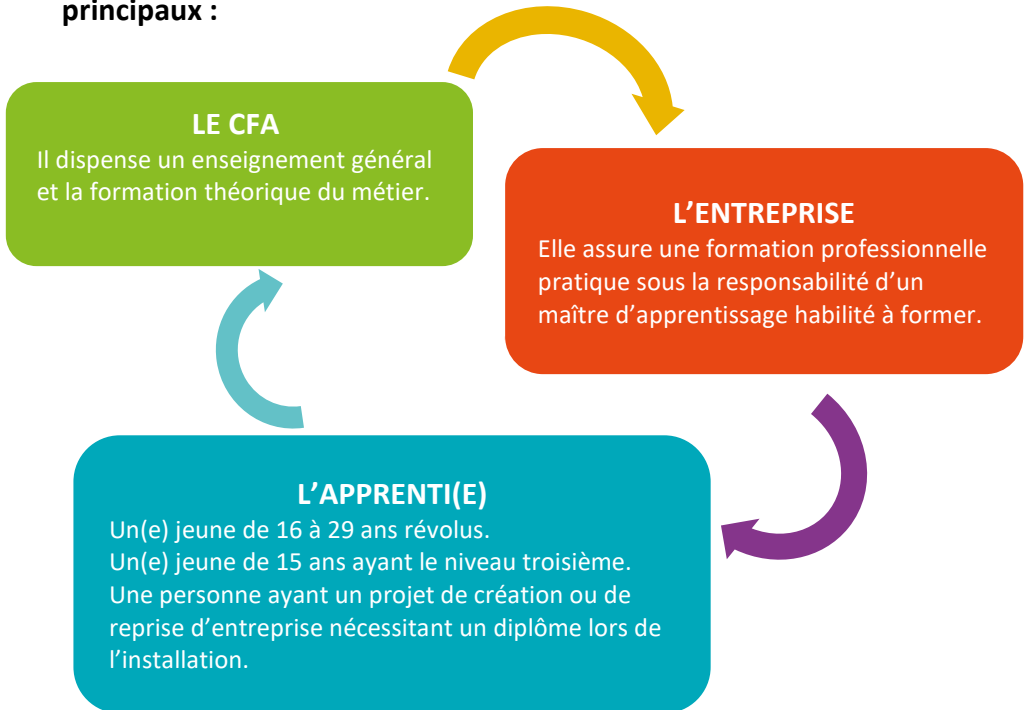 principaux :
LE CFA
Il dispense un enseignement général
et la formation théorique du métier.
L’ENTREPRISE
Elle assure une formation professionnelle
pratique sous la responsabilité d’un
maître d’apprentissage habilité à former.
L’APPRENTI(E)
Un(e) jeune de 16 à 29 ans révolus.
Un(e) jeune de 15 ans ayant le niveau troisième.
Une personne ayant un projet de création ou de
reprise d’entreprise nécessitant un diplôme lors de
l’installation.